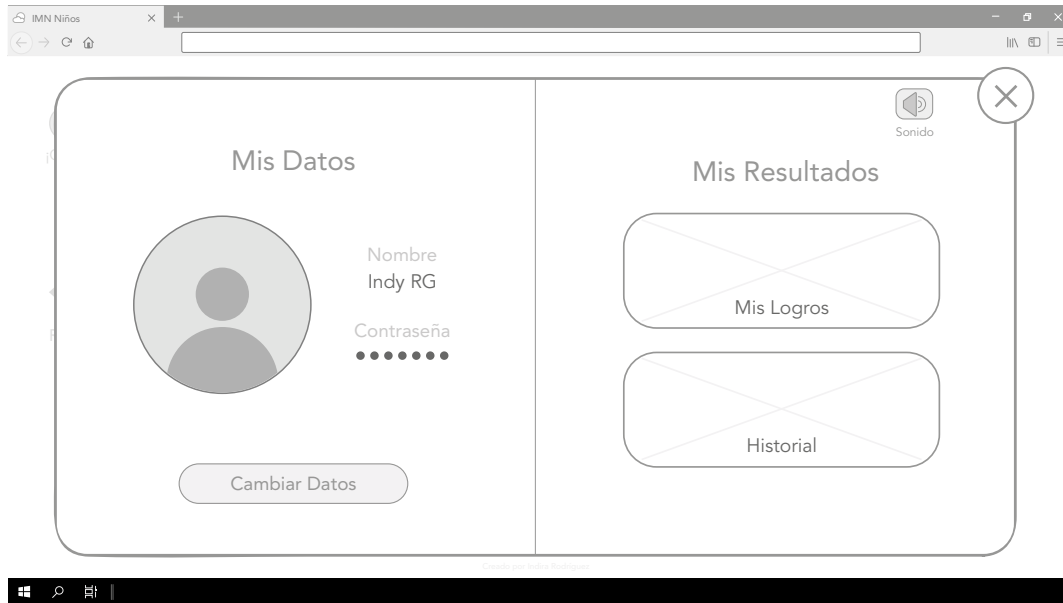 IMN Niños
Sonido
Mis Datos
Nombre
Indy RG
Contraseña
Cambiar Datos
Mis Resultados
Mis Logros
Historial